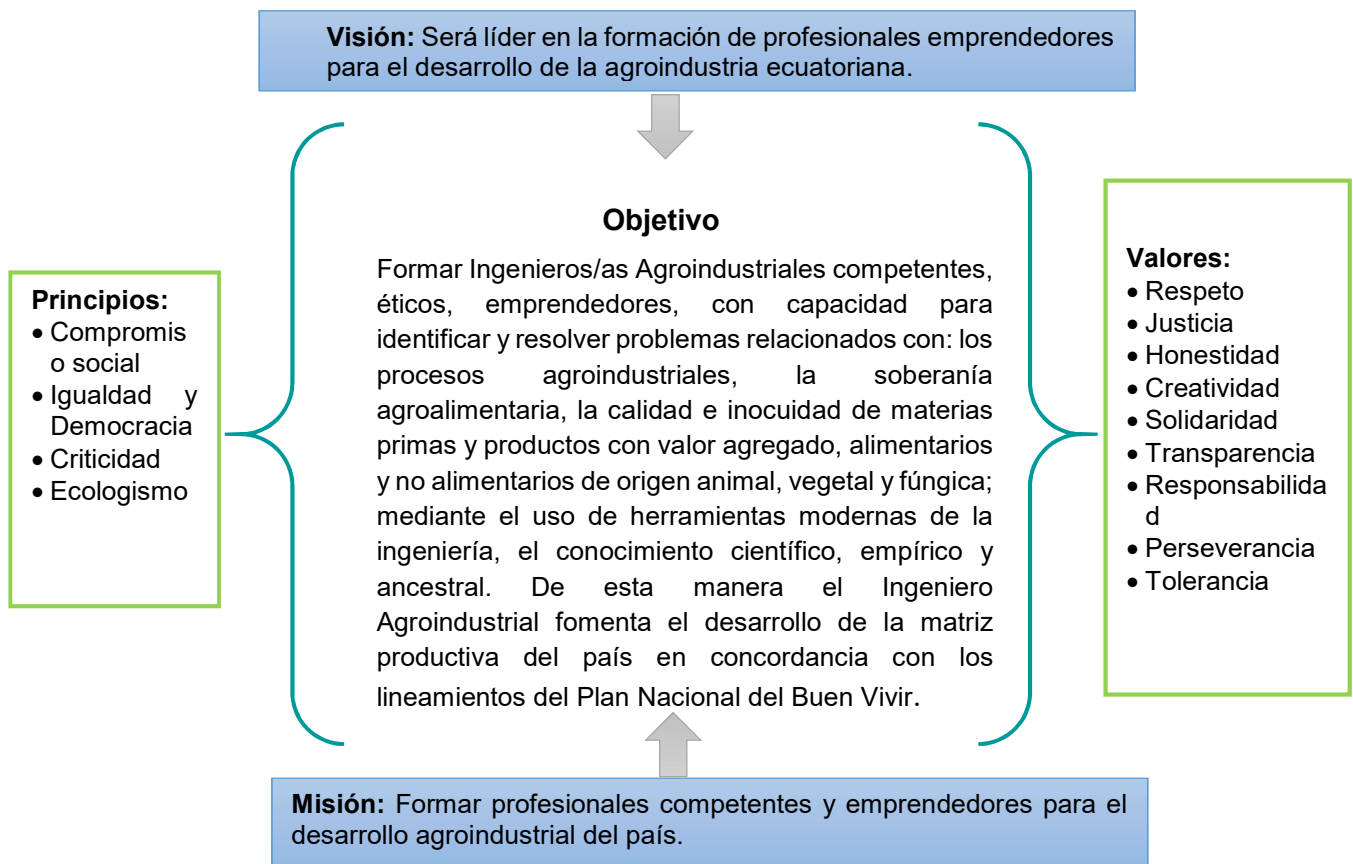 Visión: Será líder en la formación de profesionales emprendedores
para el desarrollo de la agroindustria ecuatoriana.
Principios:
• Compromis
o social
• Igualdad y
Democracia
• Criticidad
• Ecologismo
Objetivo
Formar Ingenieros/as Agroindustriales competentes,
éticos, emprendedores, con capacidad para
identificar y resolver problemas relacionados con: los
procesos agroindustriales, la soberanía
agroalimentaria, la calidad e inocuidad de materias
primas y productos con valor agregado, alimentarios
y no alimentarios de origen animal, vegetal y fúngica;
mediante el uso de herramientas modernas de la
ingeniería, el conocimiento científico, empírico y
ancestral. De esta manera el Ingeniero
Agroindustrial fomenta el desarrollo de la matriz
productiva del país en concordancia con los
lineamientos del Plan Nacional del Buen Vivir.
Valores:
• Respeto
• Justicia
• Honestidad
• Creatividad
• Solidaridad
• Transparencia
• Responsabilida
d
• Perseverancia
• Tolerancia
Misión: Formar profesionales competentes y emprendedores para el
desarrollo agroindustrial del país.